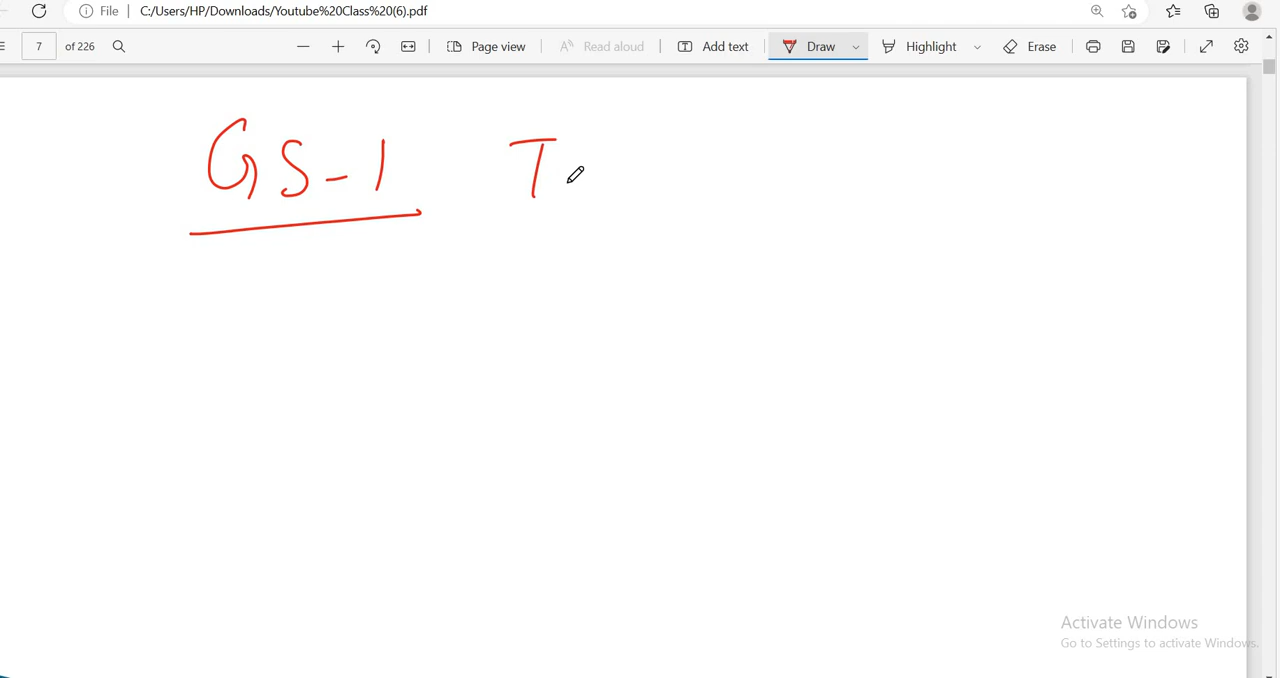 File C:/Users/HP/Downloads/Youtube%20Class%20(6).pdf
7 of 226 Page view Read aloud Add text Draw Highlight Erase
GS-1 T
Activate Windows
Go to Settings to activate Windows.